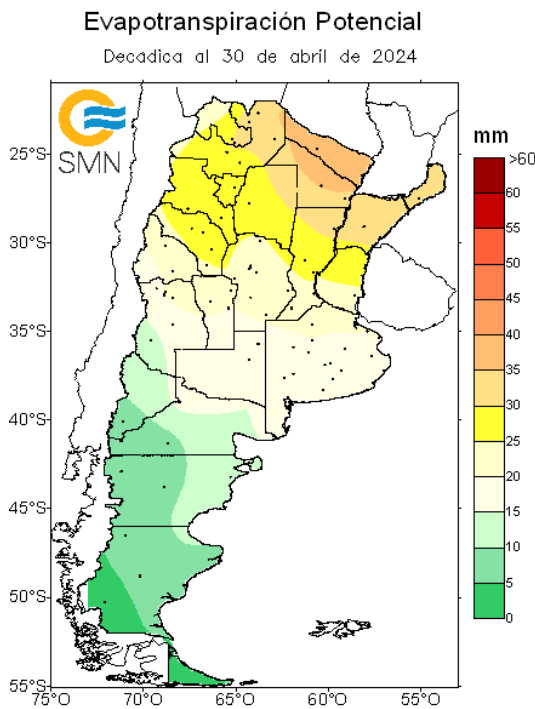 Evapotranspiración Potencial
Decádica al 30 de abril de 2024
SMN
mm
>60
60
55
50
45
40
35
30
25
20
15
10
5
0
25°S
30°S
35°S
40°S
45°S
50°S
55°S
75°O 70°O 65°O 60°O 55°O